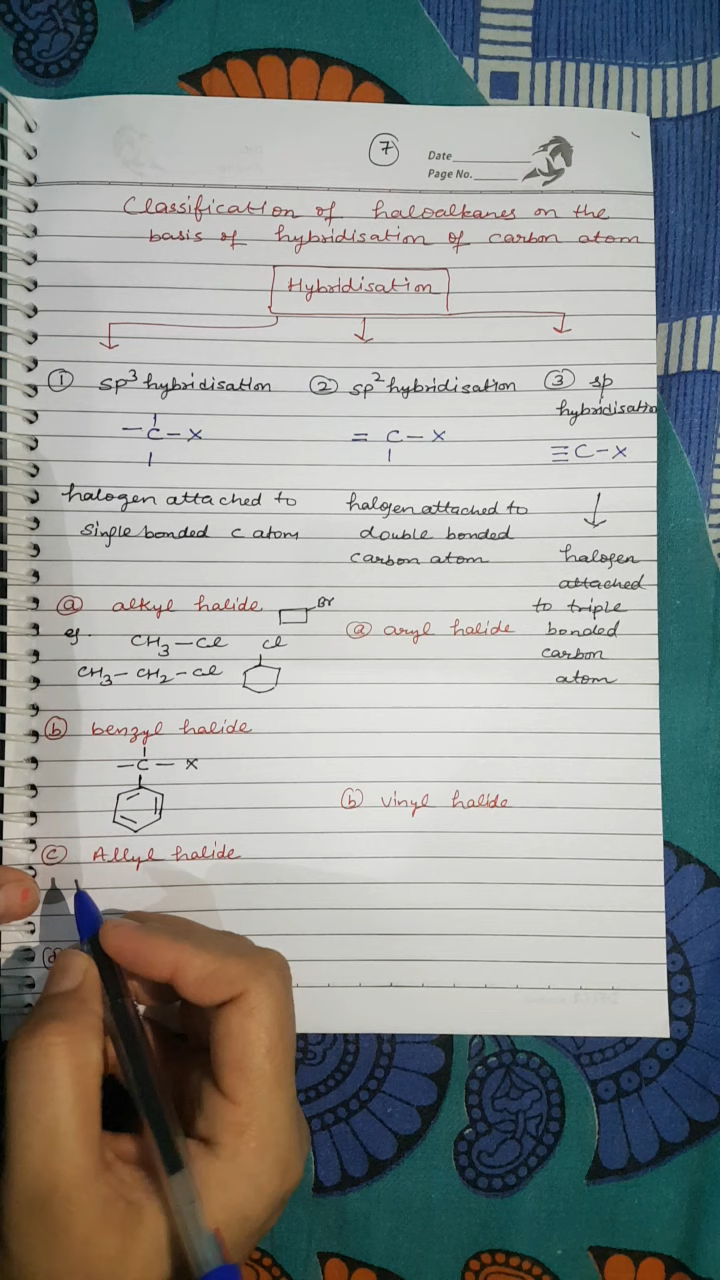 7
Date
Page No.
Classification of haloalkanes on the
basis of hybridisation of carbon atom
Hybridisation
① sp³ hybridisation
— C — X
halogen attached to
single bonded C atom
② sp² hybridisation
= C — X
halogen attached to
double bonded
carbon atom
③ sp
hybridisatio
≡ C — X
halogen
attached
to triple
bonded
carbon
atom
ⓐ alkyl halide
Br
eg. CH₃ — Cl
Cl
CH₃ — CH₂ — Cl
ⓑ benzyl halide
— C — X
ⓒ Allyl halide
(d
ⓐ aryl halide
ⓑ vinyl halide